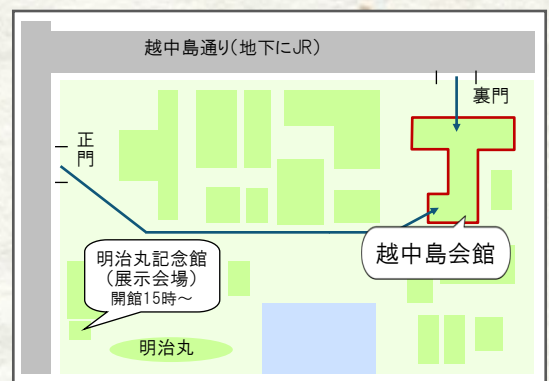 越中島通り(地下にJR)
裏門
正門
越中島会館
明治丸記念館
（展示会場）
開館15時～
明治丸